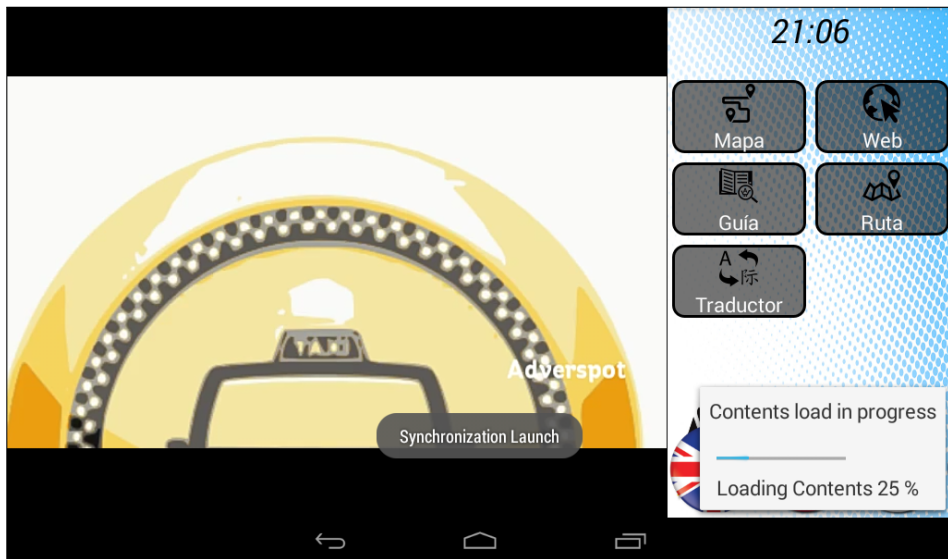 21:06
Mapa
Web
Guía
Ruta
A
际
Traductor
TAXI
Adverspot
Synchronization Launch
Contents load in progress
Loading Contents 25 %